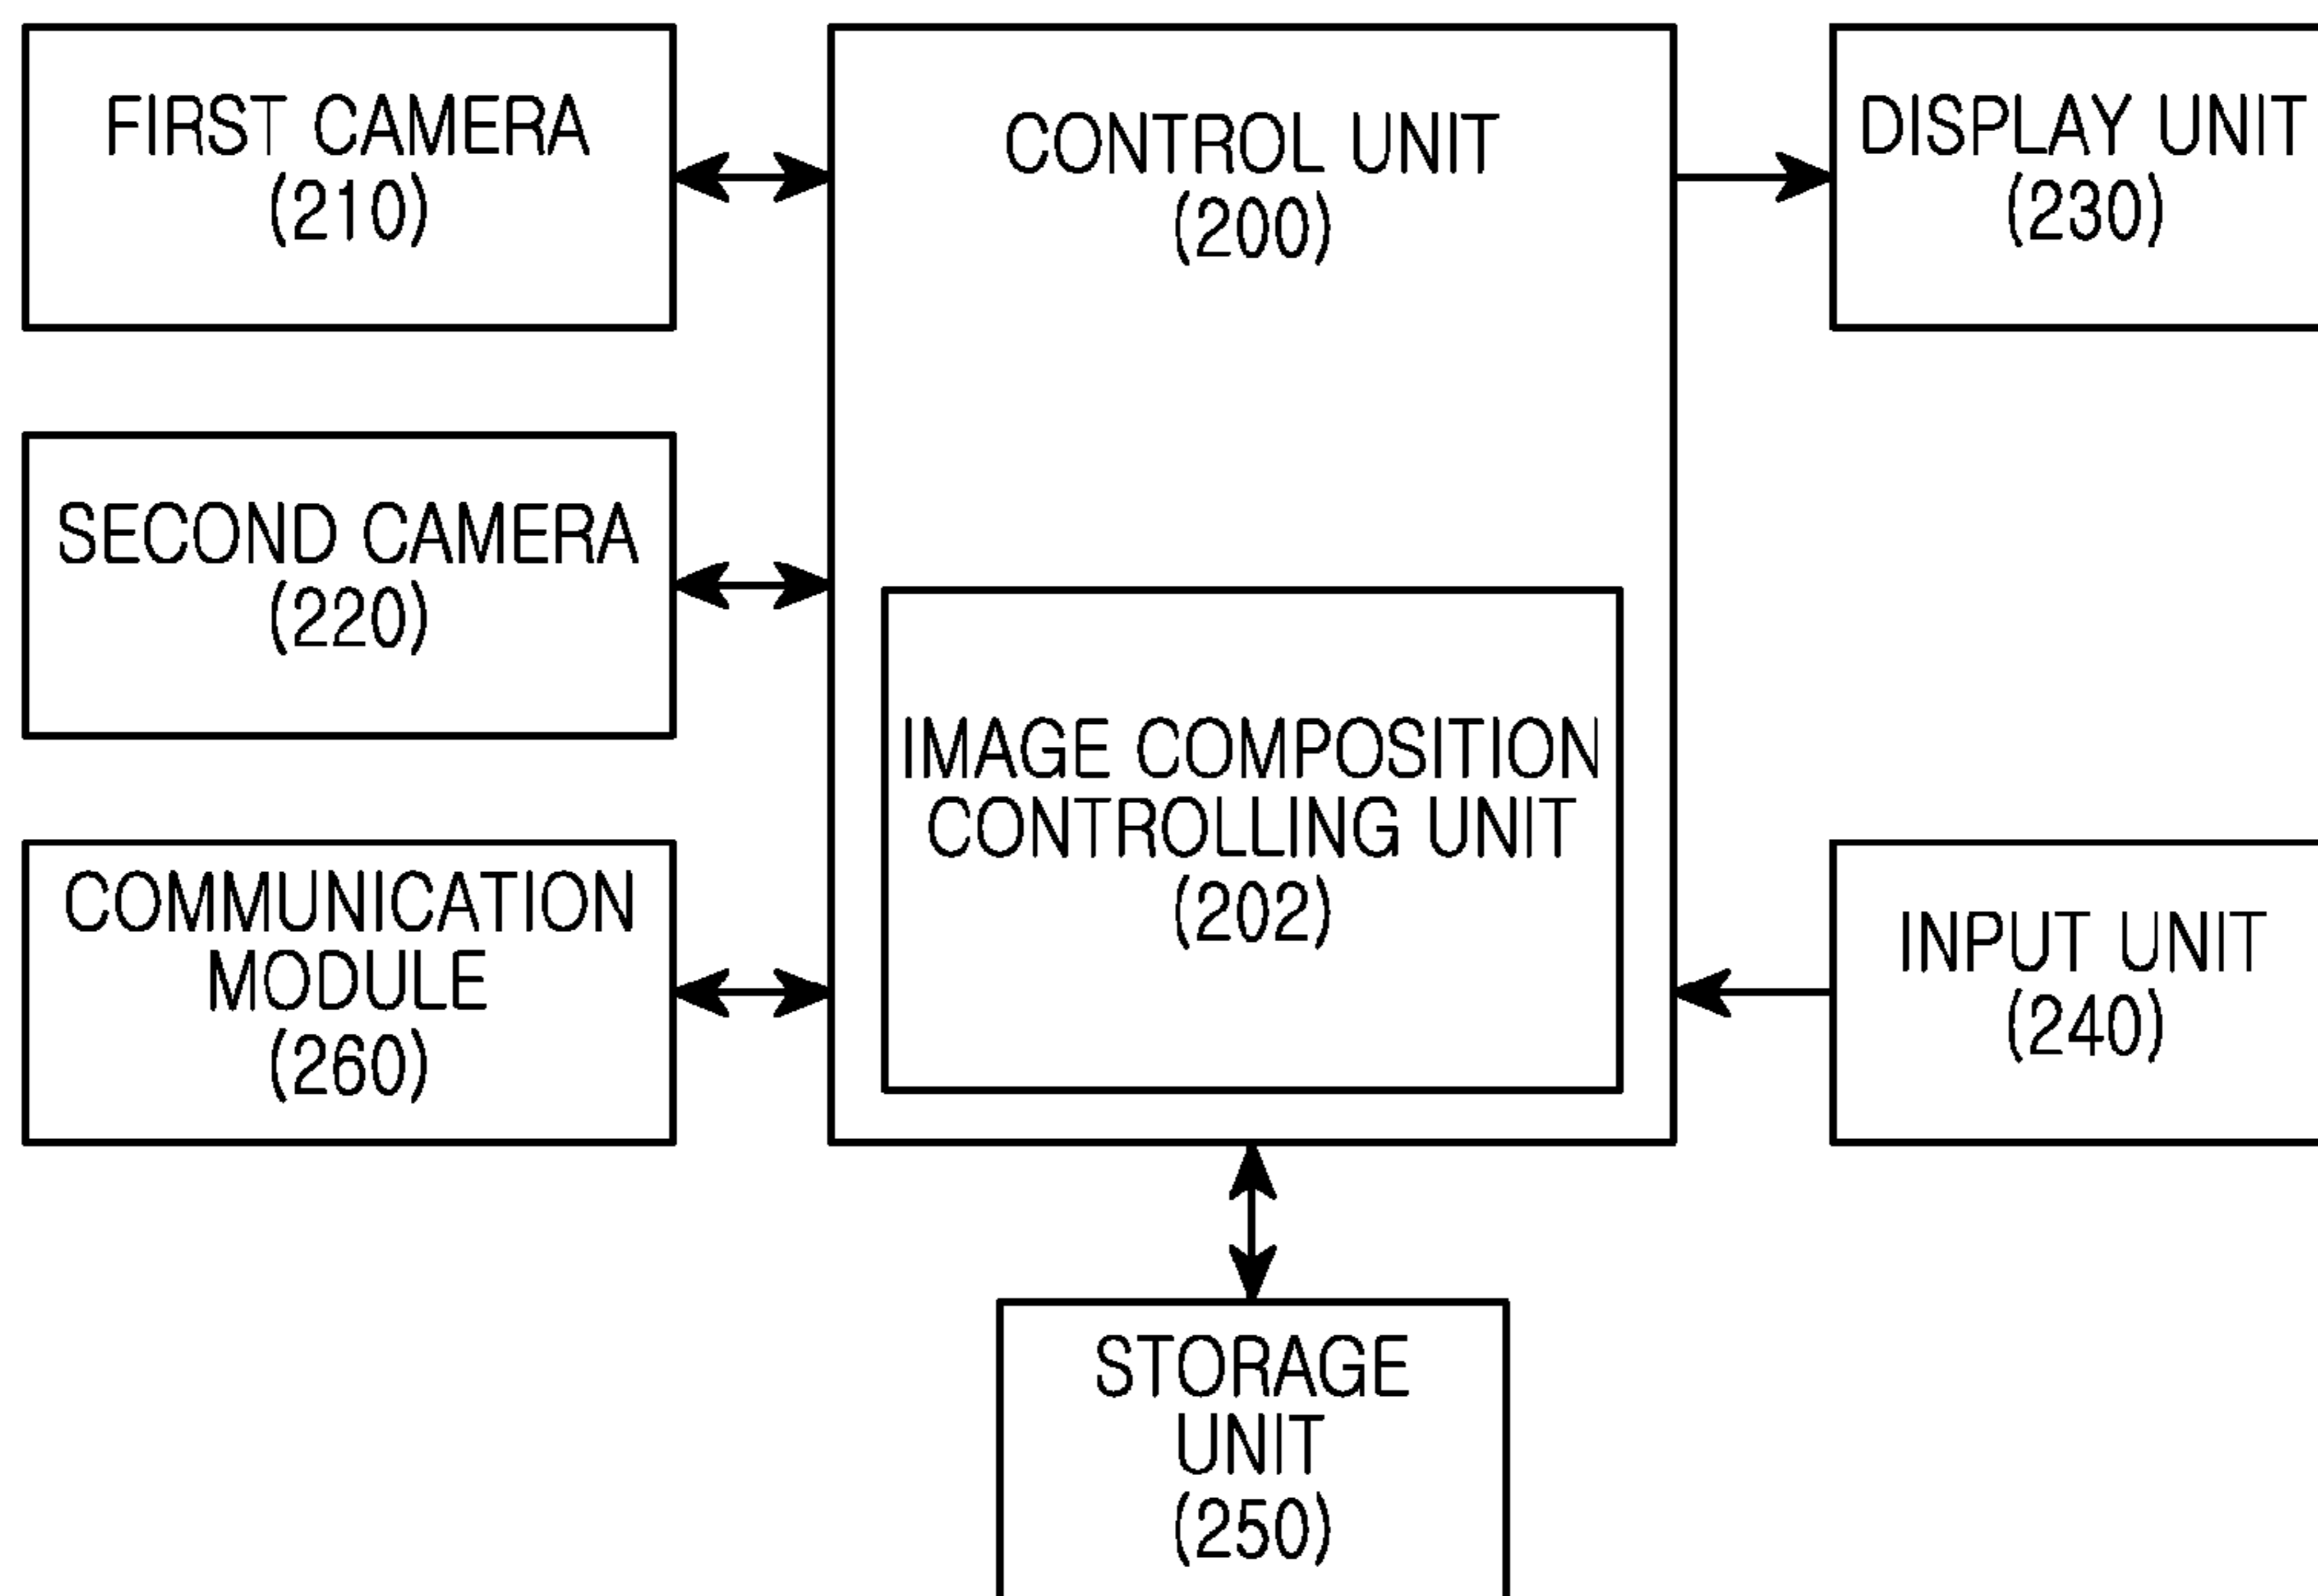 FIRST CAMERA
(210)
CONTROL UNIT
(200)
DISPLAY UNIT
(230)
SECOND CAMERA
(220)
IMAGE COMPOSITION
CONTROLLING UNIT
(202)
COMMUNICATION
MODULE
(260)
INPUT UNIT
(240)
STORAGE
UNIT
(250)